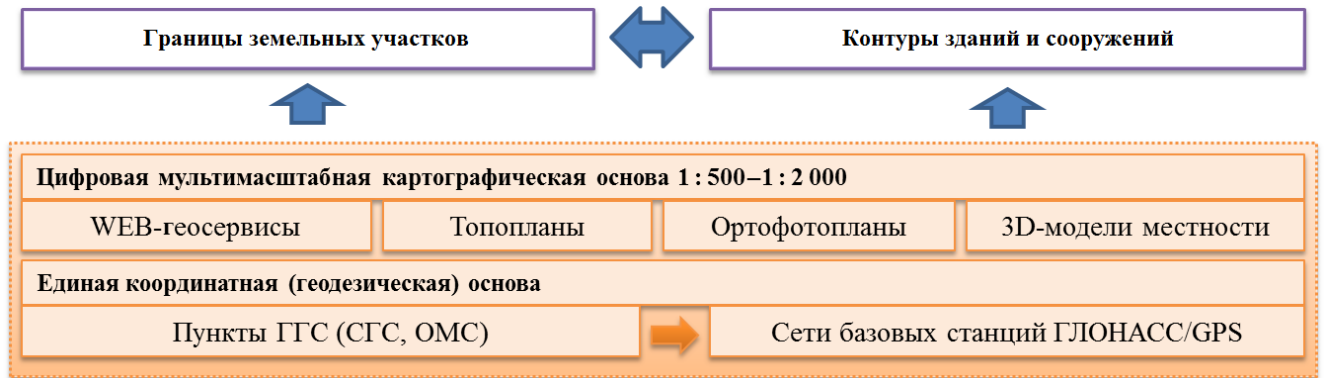 Границы земельных участков
Контуры зданий и сооружений
Цифровая мультимасштабная картографическая основа 1 : 500–1 : 2 000
WEB-геосервисы
Топопланы
Ортофотопланы
3D-модели местности
Единая координатная (геодезическая) основа
Пункты ГГС (СГС, ОМС)
Сети базовых станций ГЛОНАСС/GPS